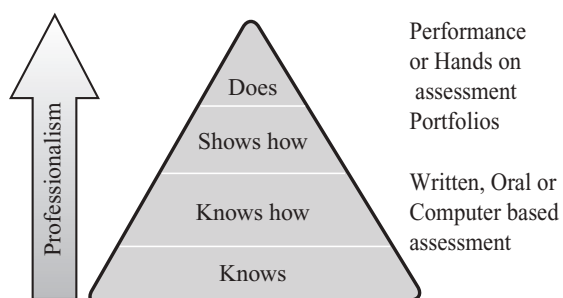 Professionalism
Does
Shows how
Knows how
Knows
Performance
or Hands on
assessment
Portfolios
Written, Oral or
Computer based
assessment